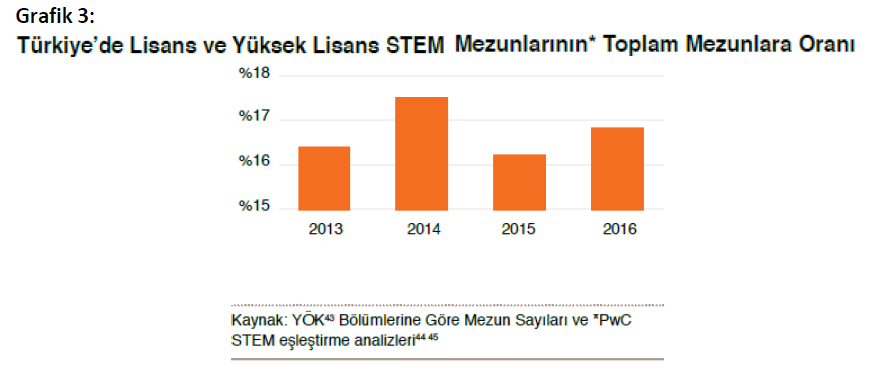 Grafik 3:
Türkiye’de Lisans ve Yüksek Lisans STEM Mezunlarının* Toplam Mezunlara Oranı
%18
%17
%16
%15
2013 2014 2015 2016
Kaynak: YÖK⁴³ Bölümlerine Göre Mezun Sayıları ve *PwC
STEM eşleştirme analizleri⁴⁴ ⁴⁵